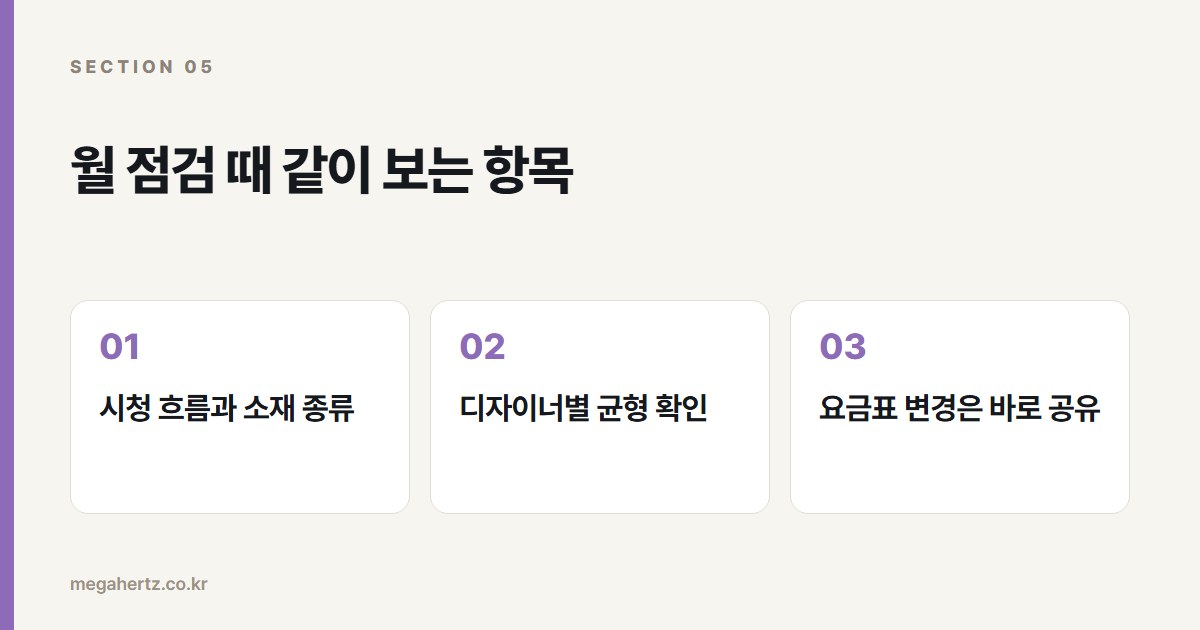 SECTION 05
월 점검 때 같이 보는 항목
01
시청 흐름과 소재 종류
02
디자이너별 균형 확인
03
요금표 변경은 바로 공유
megahertz.co.kr